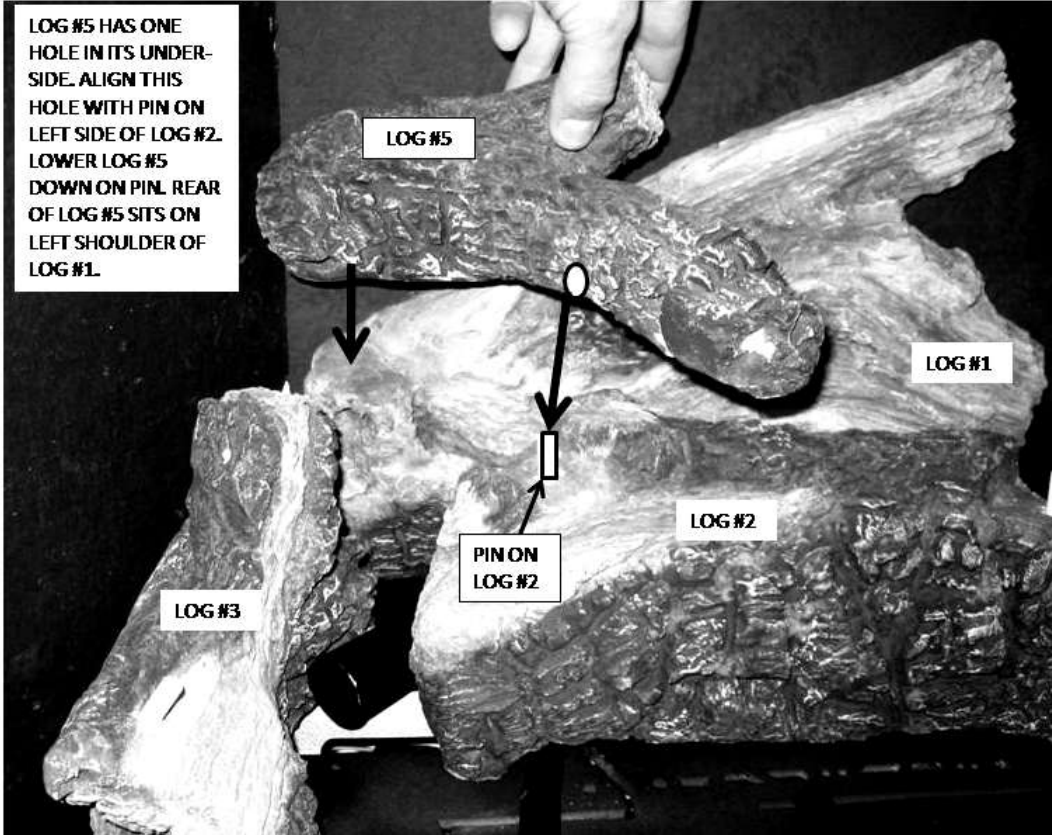 LOG #5 HAS ONE
HOLE IN ITS UNDER-
SIDE. ALIGN THIS
HOLE WITH PIN ON
LEFT SIDE OF LOG #2.
LOWER LOG #5
DOWN ON PIN. REAR
OF LOG #5 SITS ON
LEFT SHOULDER OF
LOG #1.
LOG #5
LOG #1
LOG #2
PIN ON
LOG #2
LOG #3